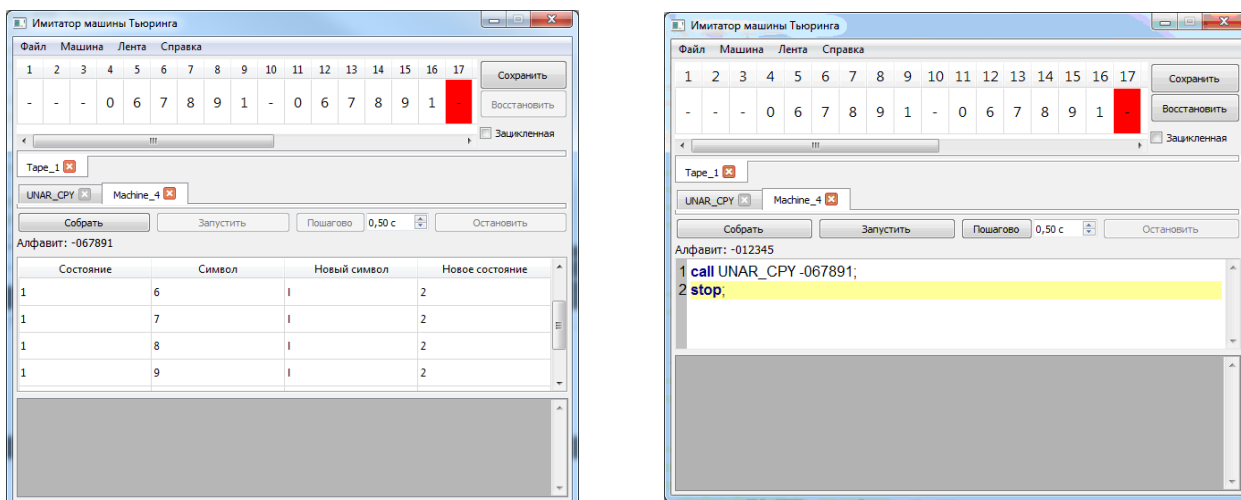 Имитатор машины Тьюринга
Файл Машина Лента Справка
1 2 3 4 5 6 7 8 9 10 11 12 13 14 15 16 17
- - - 0 6 7 8 9 1 - 0 6 7 8 9 1 -
Сохранить
Восстановить
Зацикленная
Tape_1
UNAR_CPY Machine_4
Собрать Запустить Пошагово 0,50 с Остановить
Алфавит: -067891
Состояние Символ Новый символ Новое состояние
1 6 l 2
1 7 l 2
1 8 l 2
1 9 l 2
Имитатор машины Тьюринга
Файл Машина Лента Справка
1 2 3 4 5 6 7 8 9 10 11 12 13 14 15 16 17
- - - 0 6 7 8 9 1 - 0 6 7 8 9 1 -
Сохранить
Восстановить
Зацикленная
Tape_1
UNAR_CPY Machine_4
Собрать Запустить Пошагово 0,50 с Остановить
Алфавит: -012345
1 call UNAR_CPY -067891;
2 stop;